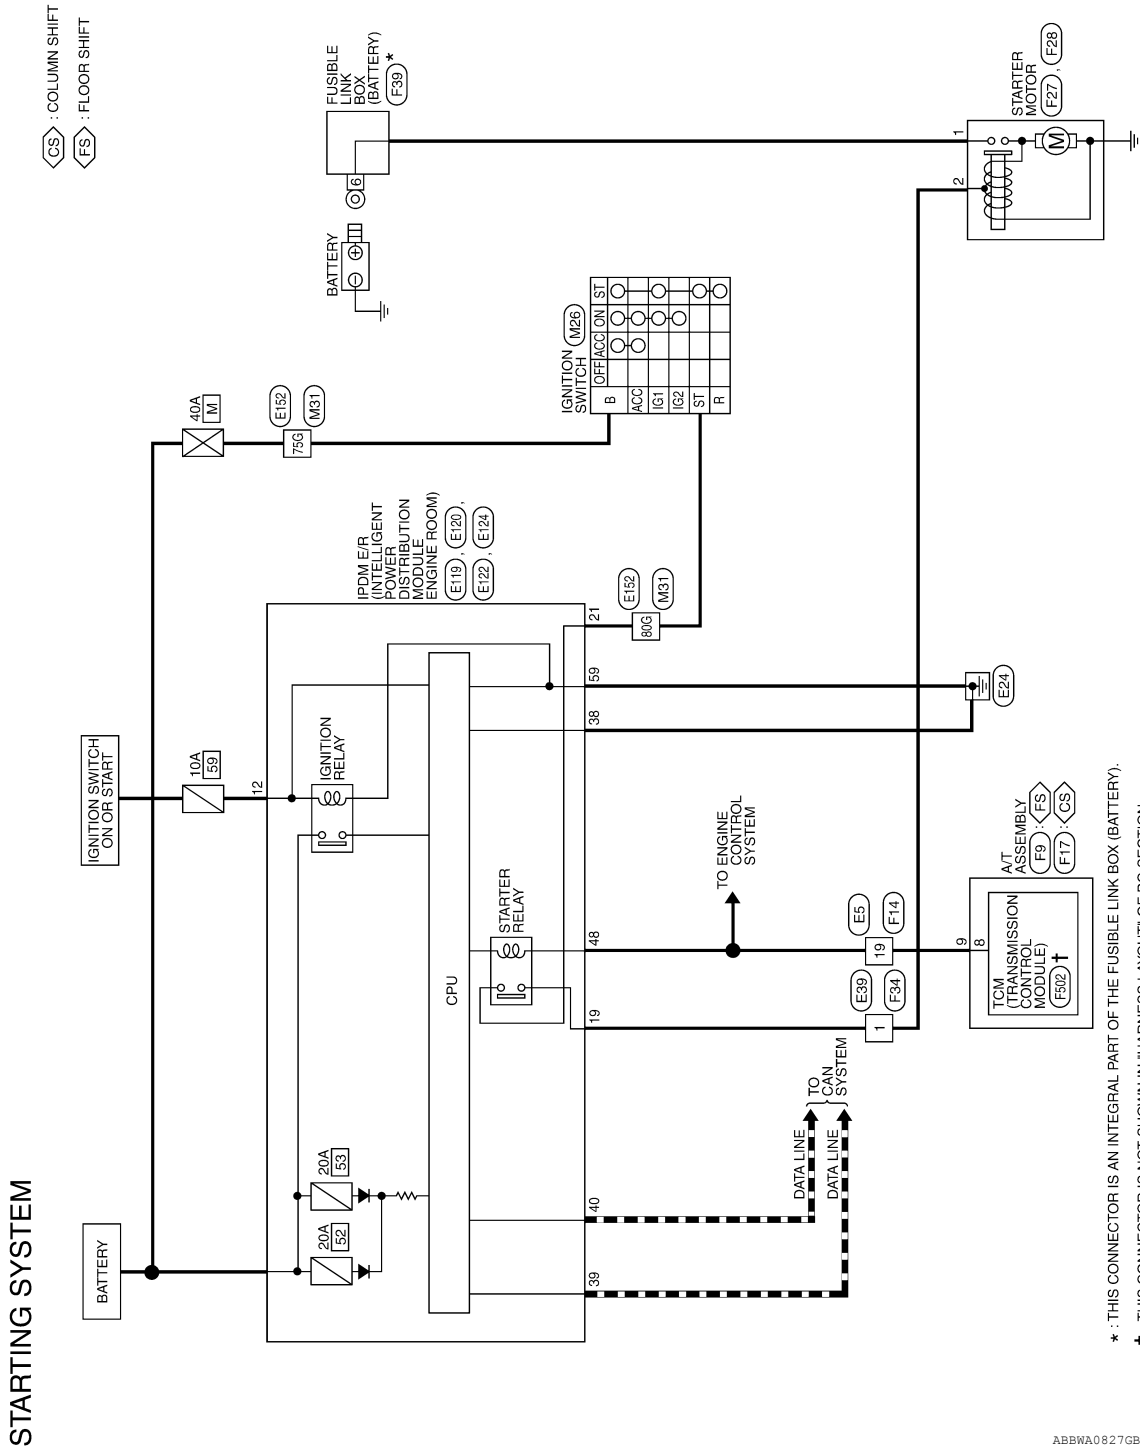 STARTING SYSTEM
CS : COLUMN SHIFT
FS : FLOOR SHIFT
BATTERY
IGNITION SWITCH
ON OR START
10A
59
40A
M
75G
E152
M31
BATTERY
FUSIBLE
LINK
BOX
(BATTERY)
F39 *
6
20A
52
20A
53
12
IGNITION
RELAY
IPDM E/R
(INTELLIGENT
POWER
DISTRIBUTION
MODULE
ENGINE ROOM)
E119 , E120 ,
E122 , E124
CPU
STARTER
RELAY
39
40
19
48
38
59
21
80G
E152
M31
IGNITION
SWITCH
M26
OFF ACC ON ST
B
ACC
IG1
IG2
ST
R
DATA LINE
DATA LINE
TO
CAN
SYSTEM
TO ENGINE
CONTROL
SYSTEM
1
E39
F34
19
E5
F14
E24
9
8
TCM
(TRANSMISSION
CONTROL
MODULE)
F502 †
A/T
ASSEMBLY
F9 : FS
F17 : CS
2
1
M
STARTER
MOTOR
F27 , F28
* : THIS CONNECTOR IS AN INTEGRAL PART OF THE FUSIBLE LINK BOX (BATTERY).
ABBWA0827GB